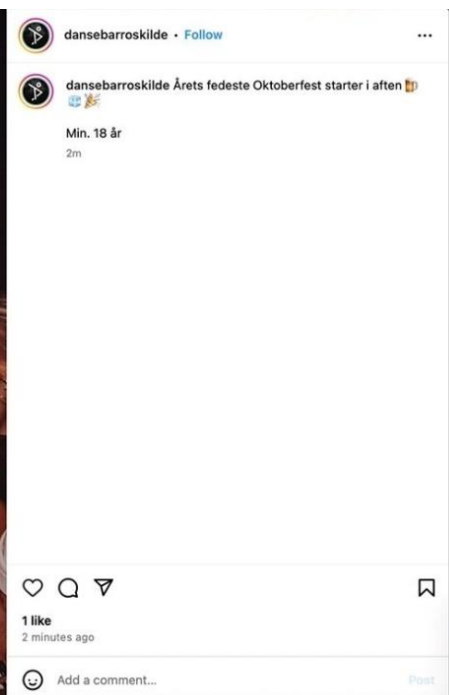 dansebarroskilde • Follow
dansebarroskilde Årets fedeste Oktoberfest starter i aften 🍺
🥨🎉
Min. 18 år
2m
1 like
2 minutes ago
Add a comment...
Post